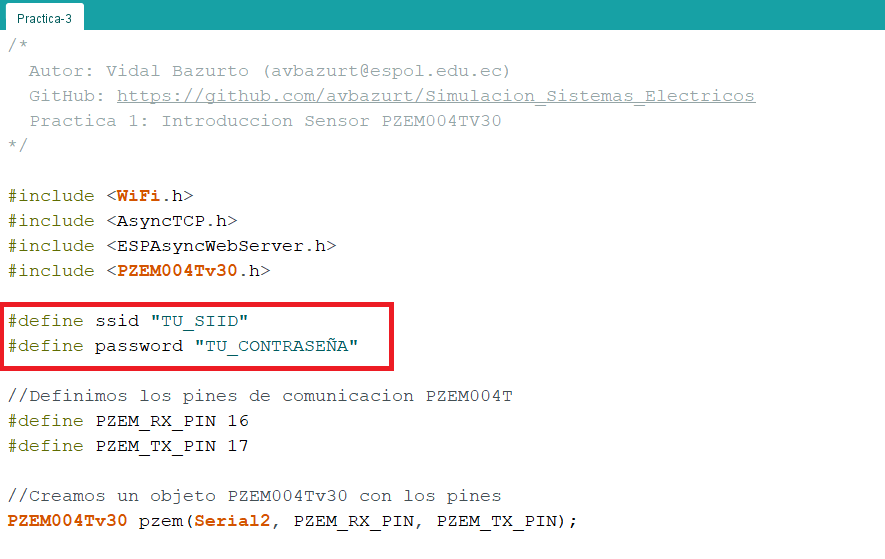 Practica-3
/*
Autor: Vidal Bazurto (avbazurt@espol.edu.ec)
GitHub: https://github.com/avbazurt/Simulacion_Sistemas_Electricos
Practica 1: Introduccion Sensor PZEM004TV30
*/
#include <WiFi.h>
#include <AsyncTCP.h>
#include <ESPAsyncWebServer.h>
#include <PZEM004Tv30.h>
#define ssid "TU_SIID"
#define password "TU_CONTRASEÑA"
//Definimos los pines de comunicacion PZEM004T
#define PZEM_RX_PIN 16
#define PZEM_TX_PIN 17
//Creamos un objeto PZEM004Tv30 con los pines
PZEM004Tv30 pzem(Serial2, PZEM_RX_PIN, PZEM_TX_PIN);